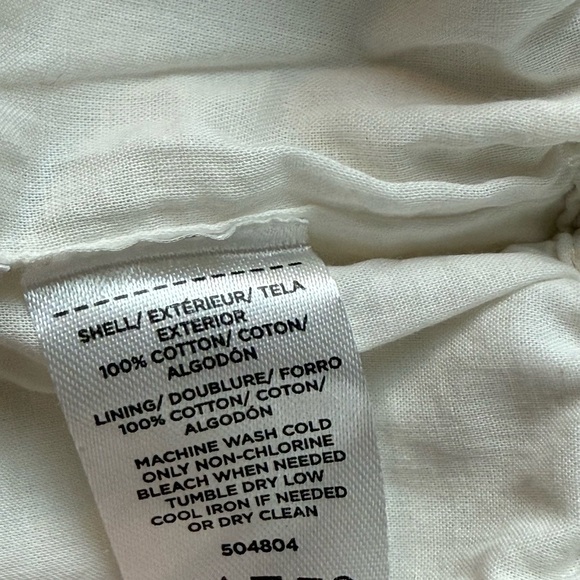 SHELL/ EXTÉRIEUR/ TELA
EXTERIOR
100% COTTON/ COTON/
ALGODÓN
LINING/ DOUBLURE/ FORRO
100% COTTON/ COTON/
ALGODÓN
MACHINE WASH COLD
ONLY NON-CHLORINE
BLEACH WHEN NEEDED
TUMBLE DRY LOW
COOL IRON IF NEEDED
OR DRY CLEAN
504804